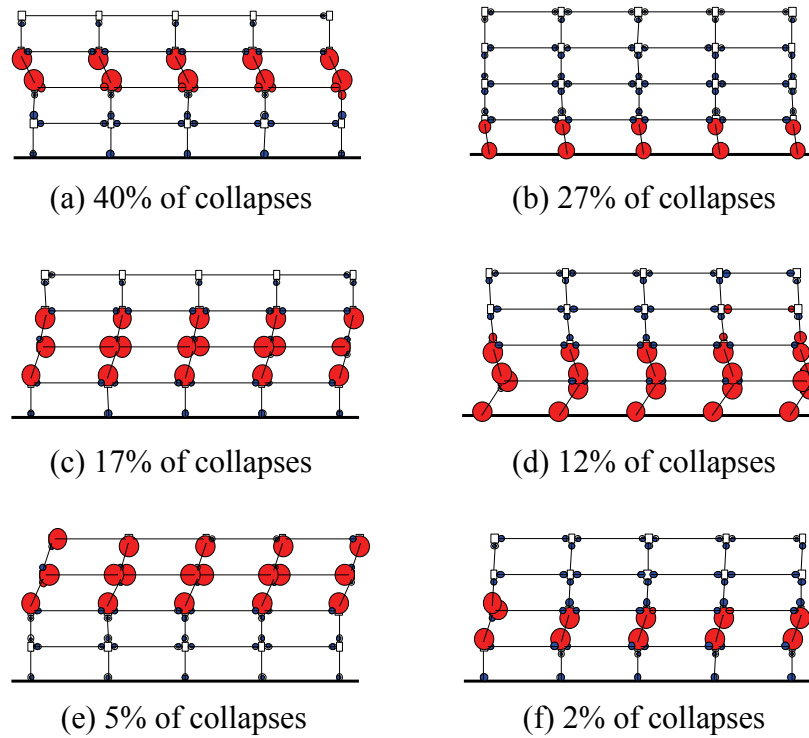 (a) 40% of collapses
(b) 27% of collapses
(c) 17% of collapses
(d) 12% of collapses
(e) 5% of collapses
(f) 2% of collapses